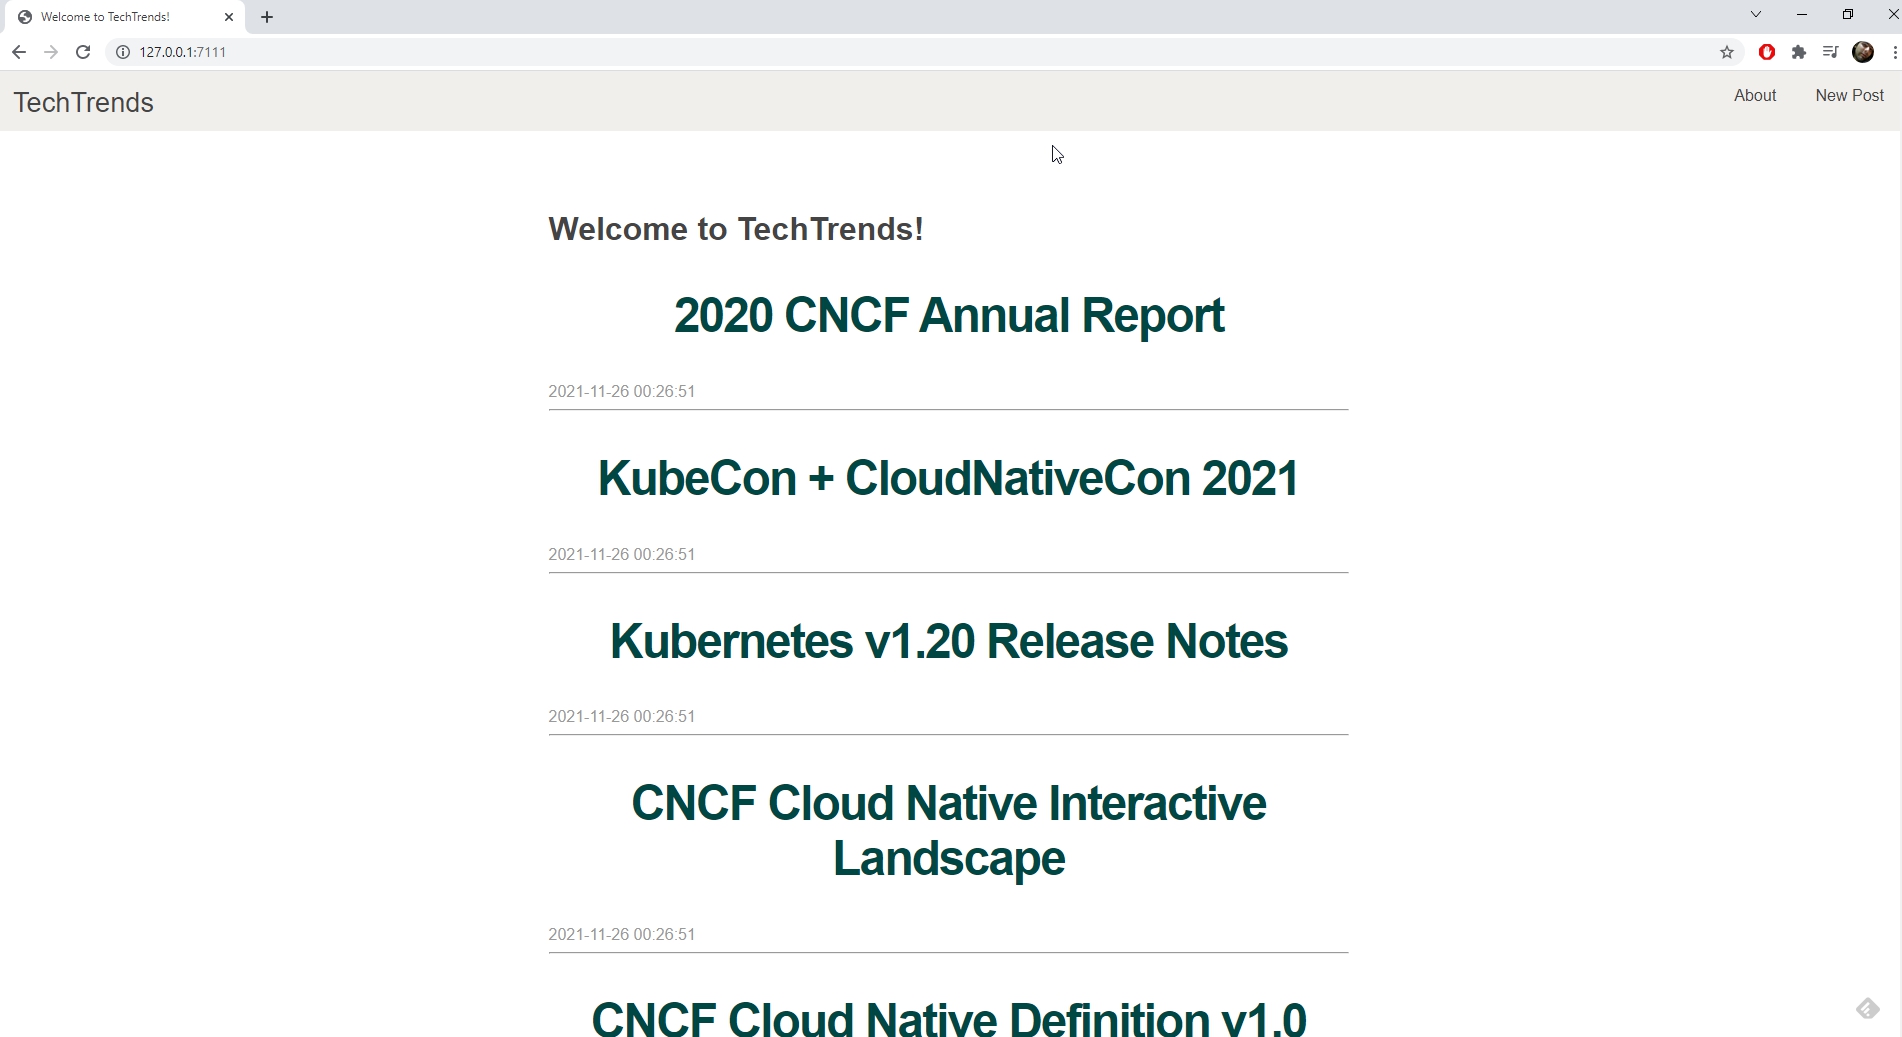 Welcome to TechTrends!
127.0.0.1:7111
TechTrends
About
New Post
Welcome to TechTrends!
2020 CNCF Annual Report
2021-11-26 00:26:51
KubeCon + CloudNativeCon 2021
2021-11-26 00:26:51
Kubernetes v1.20 Release Notes
2021-11-26 00:26:51
CNCF Cloud Native Interactive
Landscape
2021-11-26 00:26:51
CNCF Cloud Native Definition v1.0